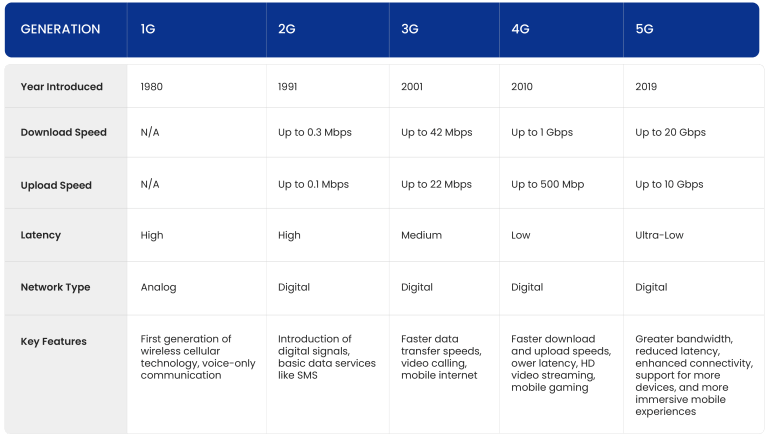 GENERATION 1G 2G 3G 4G 5G
Year Introduced 1980 1991 2001 2010 2019
Download Speed N/A Up to 0.3 Mbps Up to 42 Mbps Up to 1 Gbps Up to 20 Gbps
Upload Speed N/A Up to 0.1 Mbps Up to 22 Mbps Up to 500 Mbp Up to 10 Gbps
Latency High High Medium Low Ultra-Low
Network Type Analog Digital Digital Digital Digital
Key Features
First generation of
wireless cellular
technology, voice-only
communication
Introduction of
digital signals,
basic data services
like SMS
Faster data
transfer speeds,
video calling,
mobile internet
Faster download
and upload speeds,
ower latency, HD
video streaming,
mobile gaming
Greater bandwidth,
reduced latency,
enhanced connectivity,
support for more
devices, and more
immersive mobile
experiences